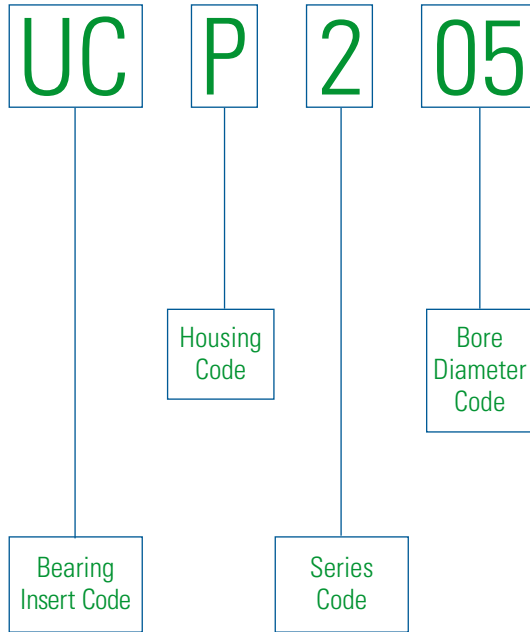 UC P 2 05
Housing
Code
Bore
Diameter
Code
Bearing
Insert Code
Series
Code